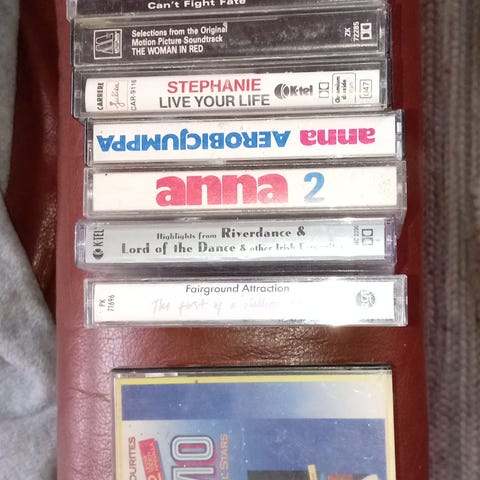 Can't Fight Fate
MOTOWN
Selections from the Original
Motion Picture Soundtrack
THE WOMAN IN RED
ZK
72285
CARRERE
CAR-9116
STEPHANIE
LIVE YOUR LIFE
K-tel
anna AEROBICJUMPPA
anna 2
K-TEL
Highlights from Riverdance &
Lord of the Dance & other Irish
PK
71696
Fairground Attraction
The first of a million
STARS